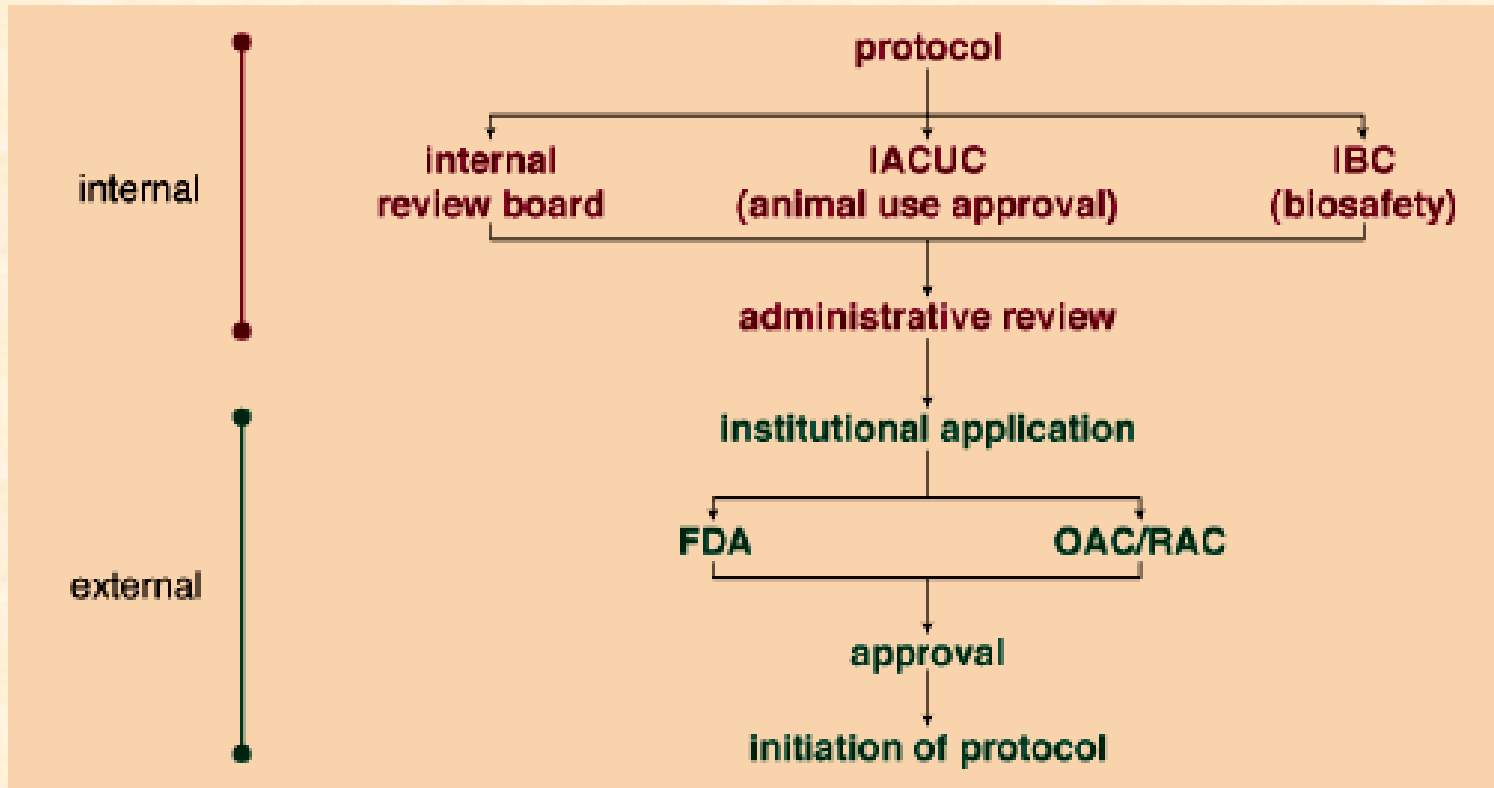 protocol
internal
review board
IACUC
(animal use approval)
IBC
(biosafety)
internal
administrative review
institutional application
FDA
OAC/RAC
external
approval
initiation of protocol